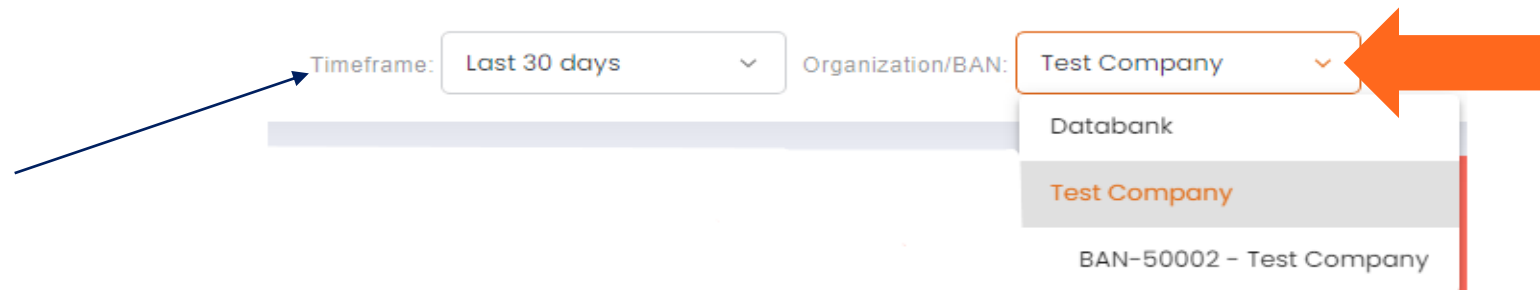 Timeframe: Last 30 days Organization/BAN: Test Company
Databank
Test Company
BAN-50002 - Test Company